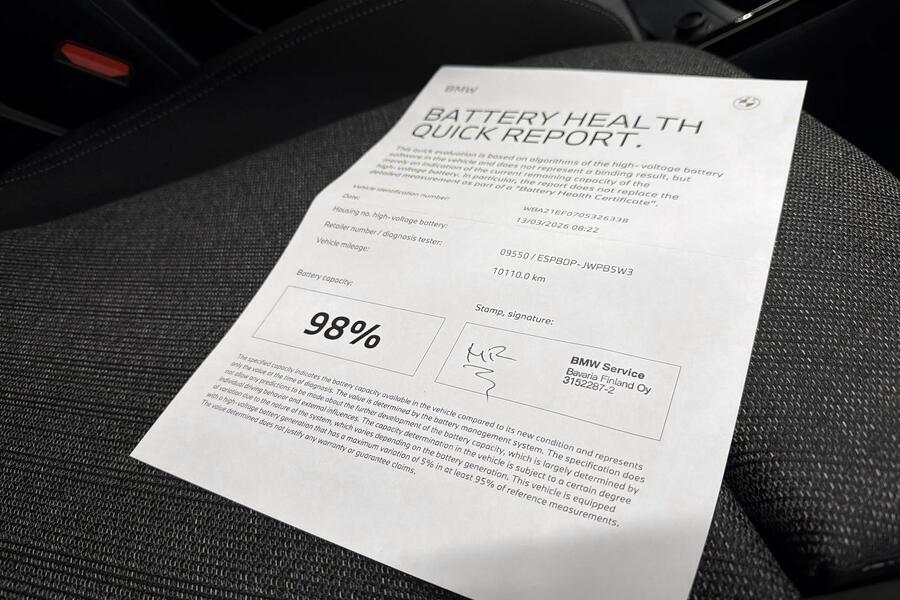 BMW
BATTERY HEALTH
QUICK REPORT.
This quick evaluation is based on algorithms of the high-voltage battery
software in the vehicle and does not represent a binding result, but
merely an indication of the current remaining capacity of the
high-voltage battery. In particular, the report does not replace the
detailed measurement as part of a "Battery Health Certificate".
Vehicle identification number: WBA21EF0705326338
Date: 13/03/2026 08:22
Housing no. high-voltage battery:
Retailer number / diagnosis tester: 09550 / ESPBDP-JWPB5W3
Vehicle mileage: 10110.0 km
Battery capacity:
98%
Stamp, signature:
BMW Service
Bavaria Finland Oy
3152287-2
The specified capacity indicates the battery capacity available in the vehicle compared to its new condition and represents
only the value at the time of diagnosis. The value is determined by the battery management system. The specification does
not allow any predictions to be made about the further development of the battery capacity, which is largely determined by
individual driving behavior and external influences. The capacity determination in the vehicle is subject to a certain degree
of variation due to the nature of the system, which varies depending on the battery generation. This vehicle is equipped
with a high-voltage battery generation that has a maximum variation of 5% in at least 95% of reference measurements.
The value determined does not justify any warranty or guarantee claims.